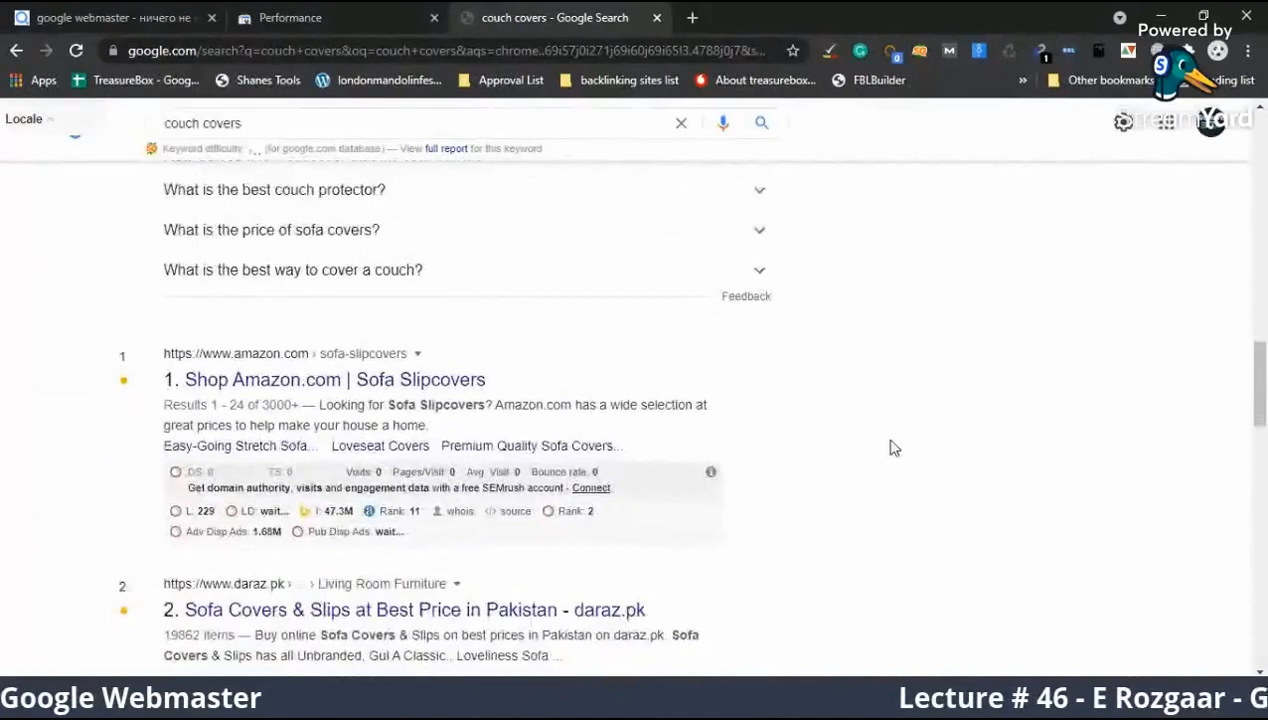 google webmaster - ничего не
Performance
couch covers - Google Search
Powered by
google.com/search?q=couch+covers&oq=couch+covers&aqs=chrome..69i57j0i271j69i60j69i65l3.4788j0j7&s...
Apps
TreasureBox - Goog...
Shanes Tools
londonmandolinfes...
Approval List
backlinking sites list
About treasurebox...
FBLBuilder
»
Other bookmarks
StreamYard
Locale
couch covers
Keyword difficulty (for google.com database) — View full report for this keyword
What is the best couch protector?
What is the price of sofa covers?
What is the best way to cover a couch?
Feedback
1 https://www.amazon.com › sofa-slipcovers
1. Shop Amazon.com | Sofa Slipcovers
Results 1 - 24 of 3000+ — Looking for Sofa Slipcovers? Amazon.com has a wide selection at
great prices to help make your house a home.
Easy-Going Stretch Sofa... Loveseat Covers Premium Quality Sofa Covers...
DS: 0 TS: 0 Visits: 0 Pages/Visit: 0 Avg. Visit: 0 Bounce rate: 0
Get domain authority, visits and engagement data with a free SEMrush account - Connect
L: 229 LD: wait... I: 47.3M Rank: 11 whois </> source Rank: 2
Adv Disp Ads: 1.68M Pub Disp Ads: wait...
2 https://www.daraz.pk › ... › Living Room Furniture
2. Sofa Covers & Slips at Best Price in Pakistan - daraz.pk
19862 items — Buy online Sofa Covers & Slips on best prices in Pakistan on daraz.pk. Sofa
Covers & Slips has all Unbranded, Gul A Classic., Loveliness Sofa ...
Google Webmaster
Lecture # 46 - E Rozgaar - G